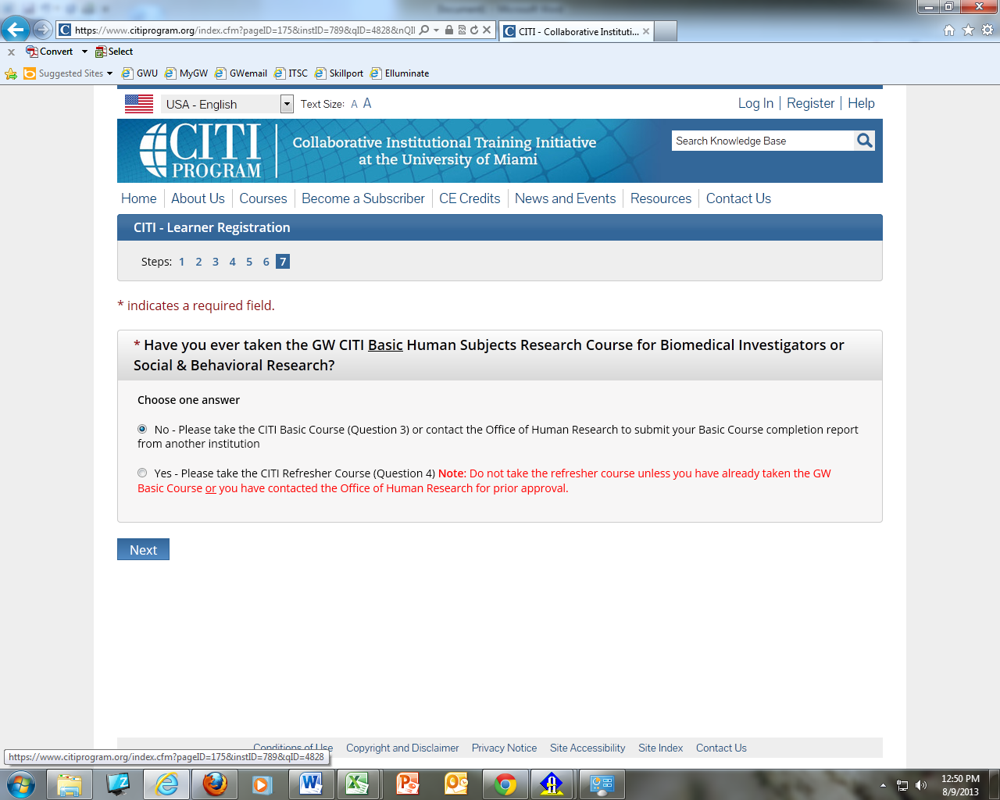 https://www.citiprogram.org/index.cfm?pageID=175&instID=789&qID=4828&nQI
CITI - Collaborative Instituti...
Convert Select
Suggested Sites GWU MyGW GWemail ITSC Skillport Elluminate
USA - English Text Size: A A Log In Register Help
CITI PROGRAM
Collaborative Institutional Training Initiative
at the University of Miami
Search Knowledge Base
Home About Us Courses Become a Subscriber CE Credits News and Events Resources Contact Us
CITI - Learner Registration
Steps: 1 2 3 4 5 6 7
* indicates a required field.
* Have you ever taken the GW CITI Basic Human Subjects Research Course for Biomedical Investigators or
Social & Behavioral Research?
Choose one answer
No - Please take the CITI Basic Course (Question 3) or contact the Office of Human Research to submit your Basic Course completion report
from another institution
Yes - Please take the CITI Refresher Course (Question 4) Note: Do not take the refresher course unless you have already taken the GW
Basic Course or you have contacted the Office of Human Research for prior approval.
Next
Conditions of Use Copyright and Disclaimer Privacy Notice Site Accessibility Site Index Contact Us
https://www.citiprogram.org/index.cfm?pageID=175&instID=789&qID=4828
12:50 PM
8/9/2013